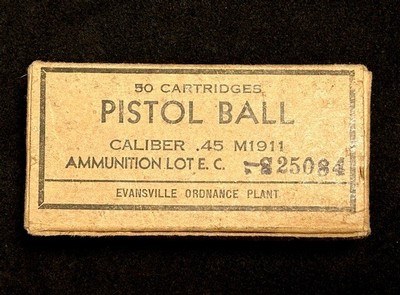 50 CARTRIDGES
PISTOL BALL
CALIBER .45 M1911
AMMUNITION LOT E. C. 25084
EVANSVILLE ORDNANCE PLANT